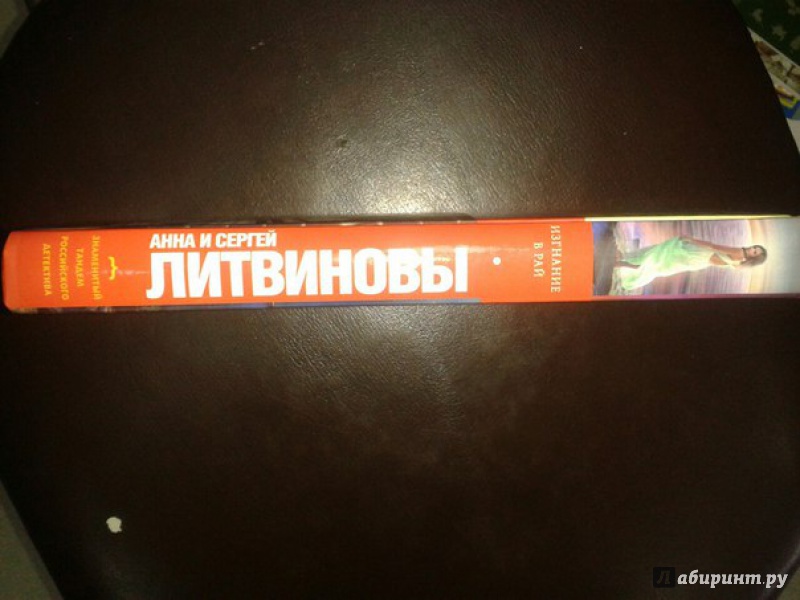 ЗНАМЕНИТЫЙ
ТАНДЕМ
РОССИЙСКОГО
ДЕТЕКТИВА
АННА И СЕРГЕЙ
ЛИТВИНОВЫ
ИЗГНАНИЕ
В РАЙ
Лабиринт.ру